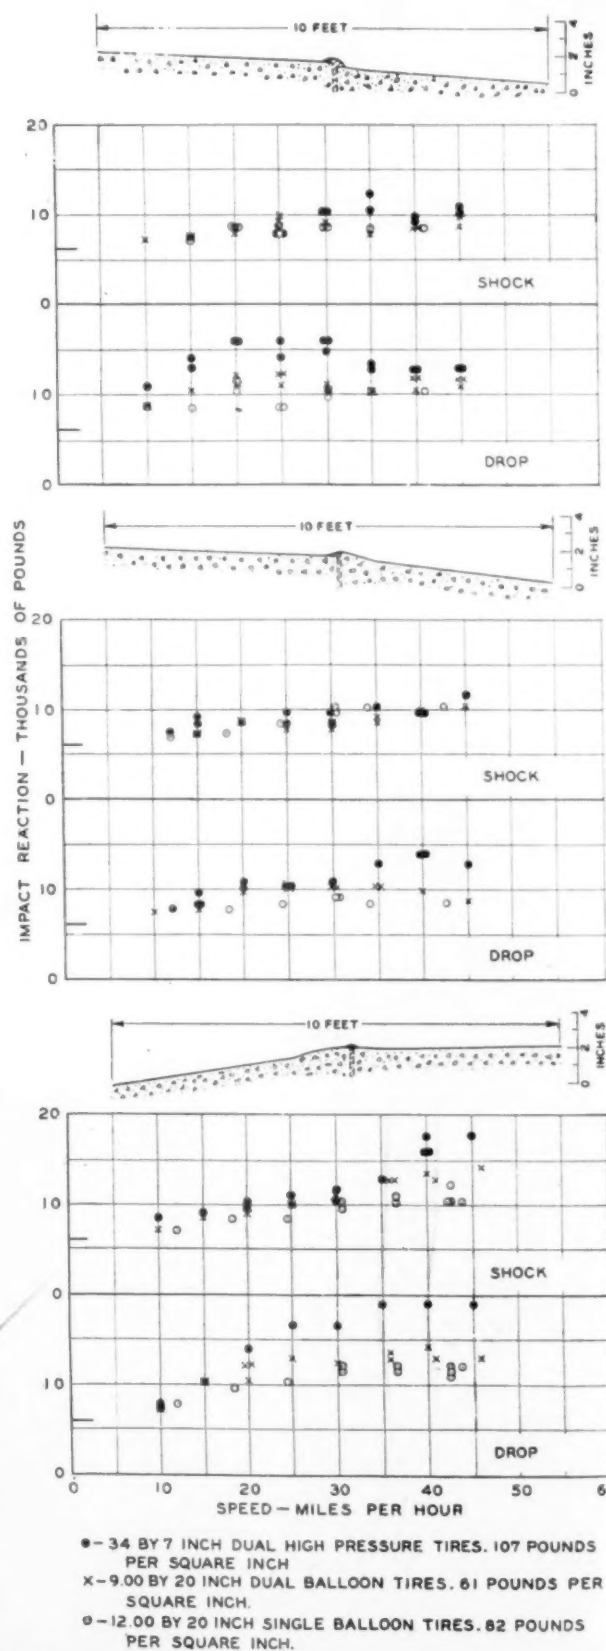 10 FEET
4
2
0
INCHES
20
10
0
SHOCK
10
0
DROP
10 FEET
4
2
0
INCHES
IMPACT REACTION — THOUSANDS OF POUNDS
20
10
0
SHOCK
10
0
DROP
10 FEET
4
2
0
INCHES
20
10
0
SHOCK
10
0
DROP
0 10 20 30 40 50 60
SPEED — MILES PER HOUR
●– 34 BY 7 INCH DUAL HIGH PRESSURE TIRES. 107 POUNDS
PER SQUARE INCH
X– 9.00 BY 20 INCH DUAL BALLOON TIRES. 61 POUNDS PER
SQUARE INCH.
⊙– 12.00 BY 20 INCH SINGLE BALLOON TIRES. 82 POUNDS
PER SQUARE INCH.